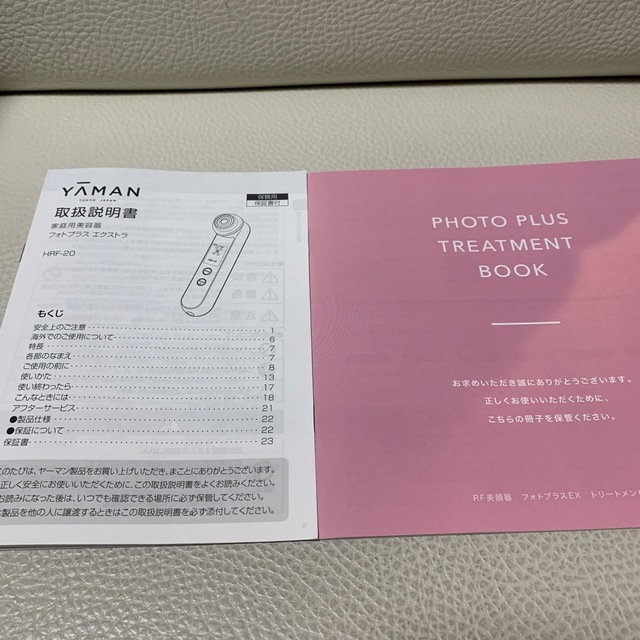 YAMAN
TOKYO JAPAN
保管用
保証書付
取扱説明書
家庭用美容器
フォトプラス エクストラ
HRF-20
もくじ
安全上のご注意 1
海外でのご使用について 6
特長 7
各部のなまえ 7
ご使用の前に 8
使いかた 13
使い終わったら 17
こんなときには 18
アフターサービス 21
●製品仕様 22
●保証について 22
保証書 23
このたびは、ヤーマン製品をお買い上げいただき、まことにありがとうございます。
正しく安全にお使いいただくために、この取扱説明書をよくお読みください。
お読みになった後は、いつでも確認できる場所に必ず保管してください。
製品を他の人に譲渡するときはこの取扱説明書を必ず添付してください。
PHOTO PLUS
TREATMENT
BOOK
お求めいただき誠にありがとうございます。
正しくお使いいただくために、
こちらの冊子を保管ください。
RF美顔器 フォトプラスEX トリートメント